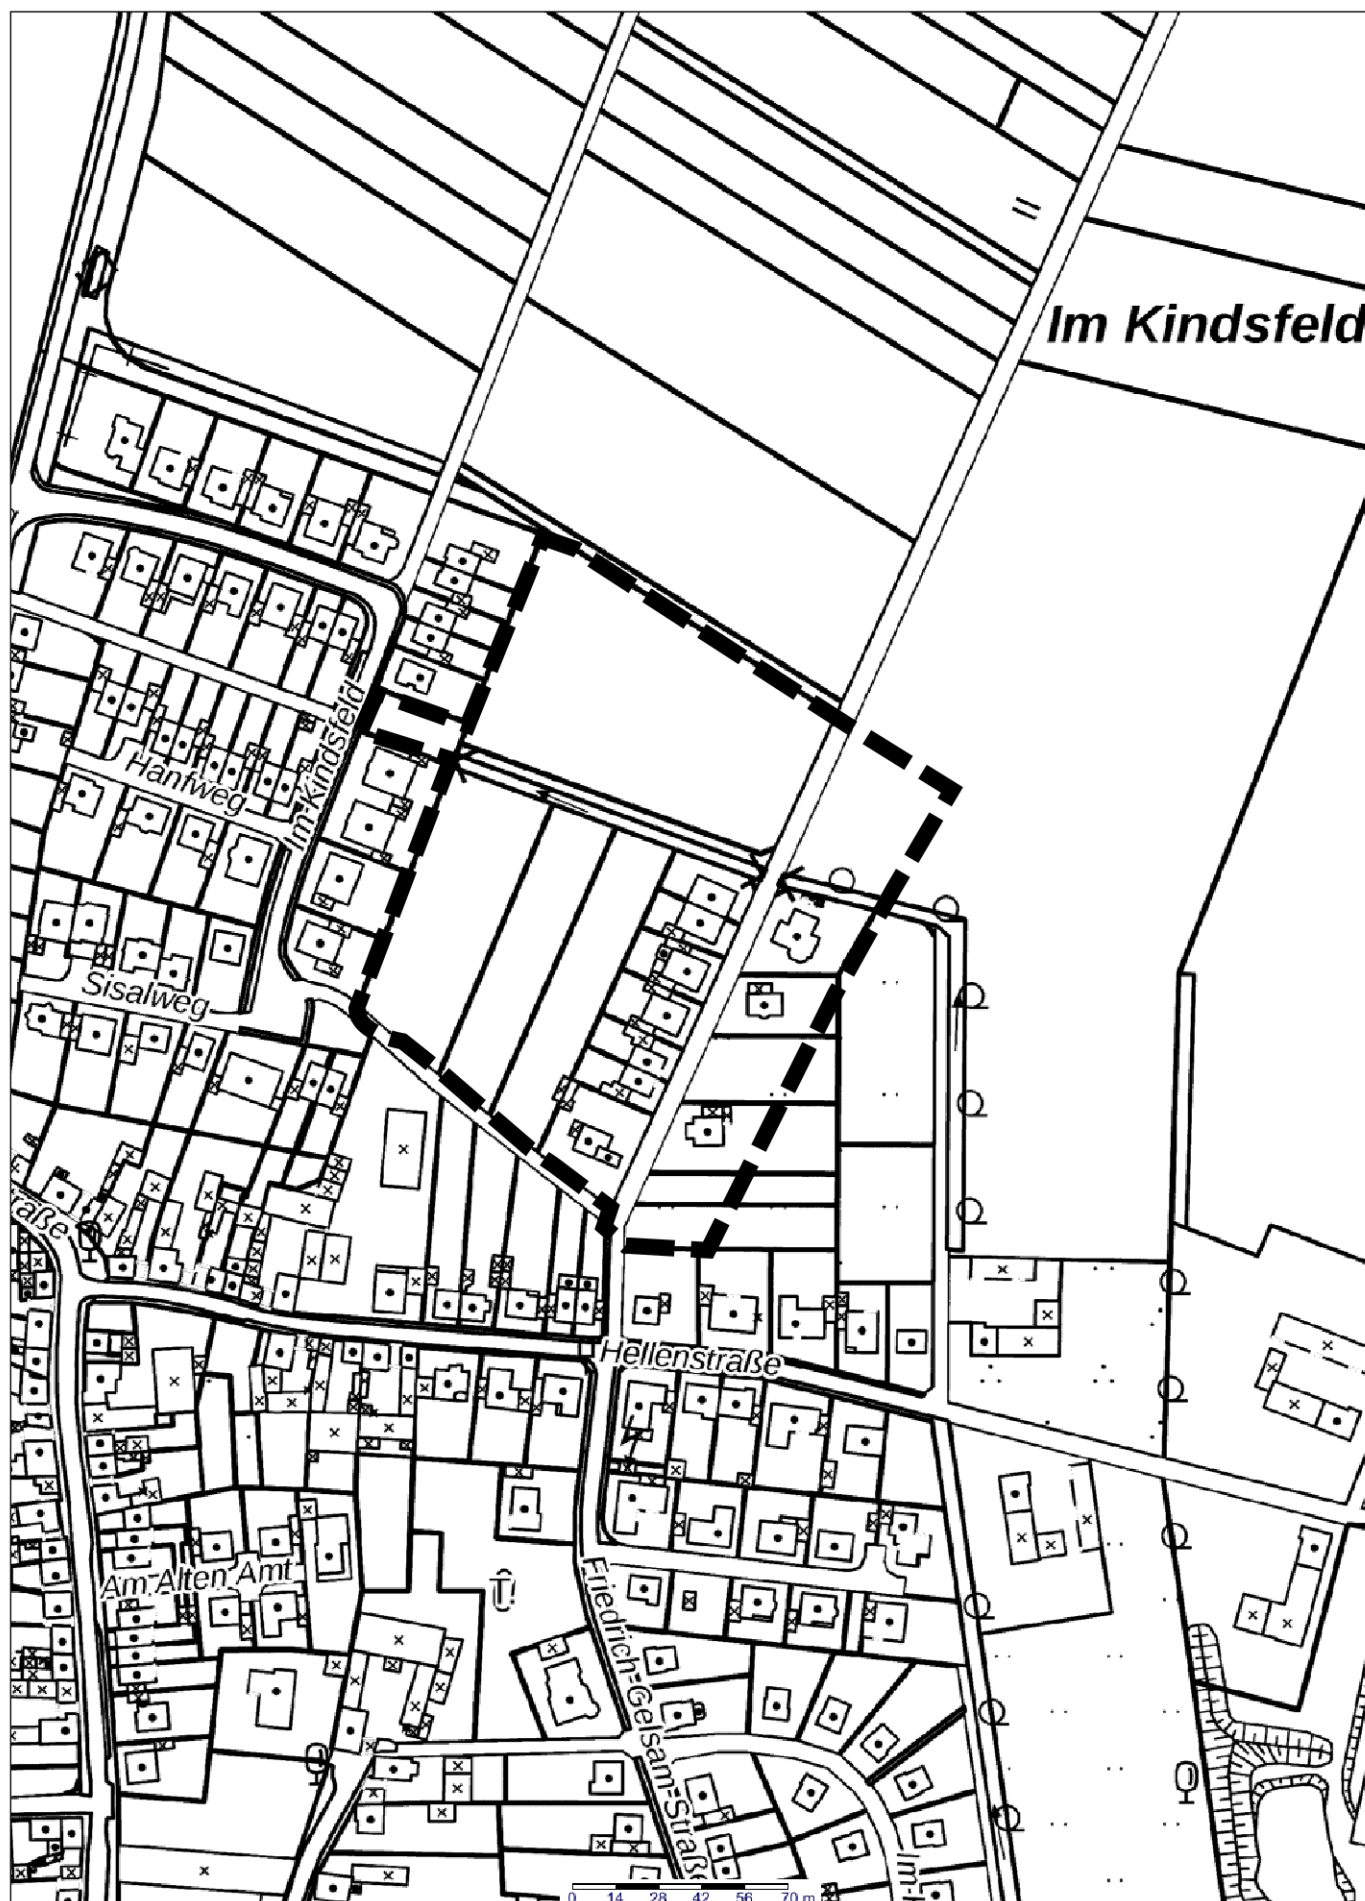 Im Kindsfeld
Im-Kindsfeld
Hanfweg
Sisalweg
Hellenstraße
Am Alten Amt
Friedrich-Gelsam-Straße
0 14 28 42 56 70 m